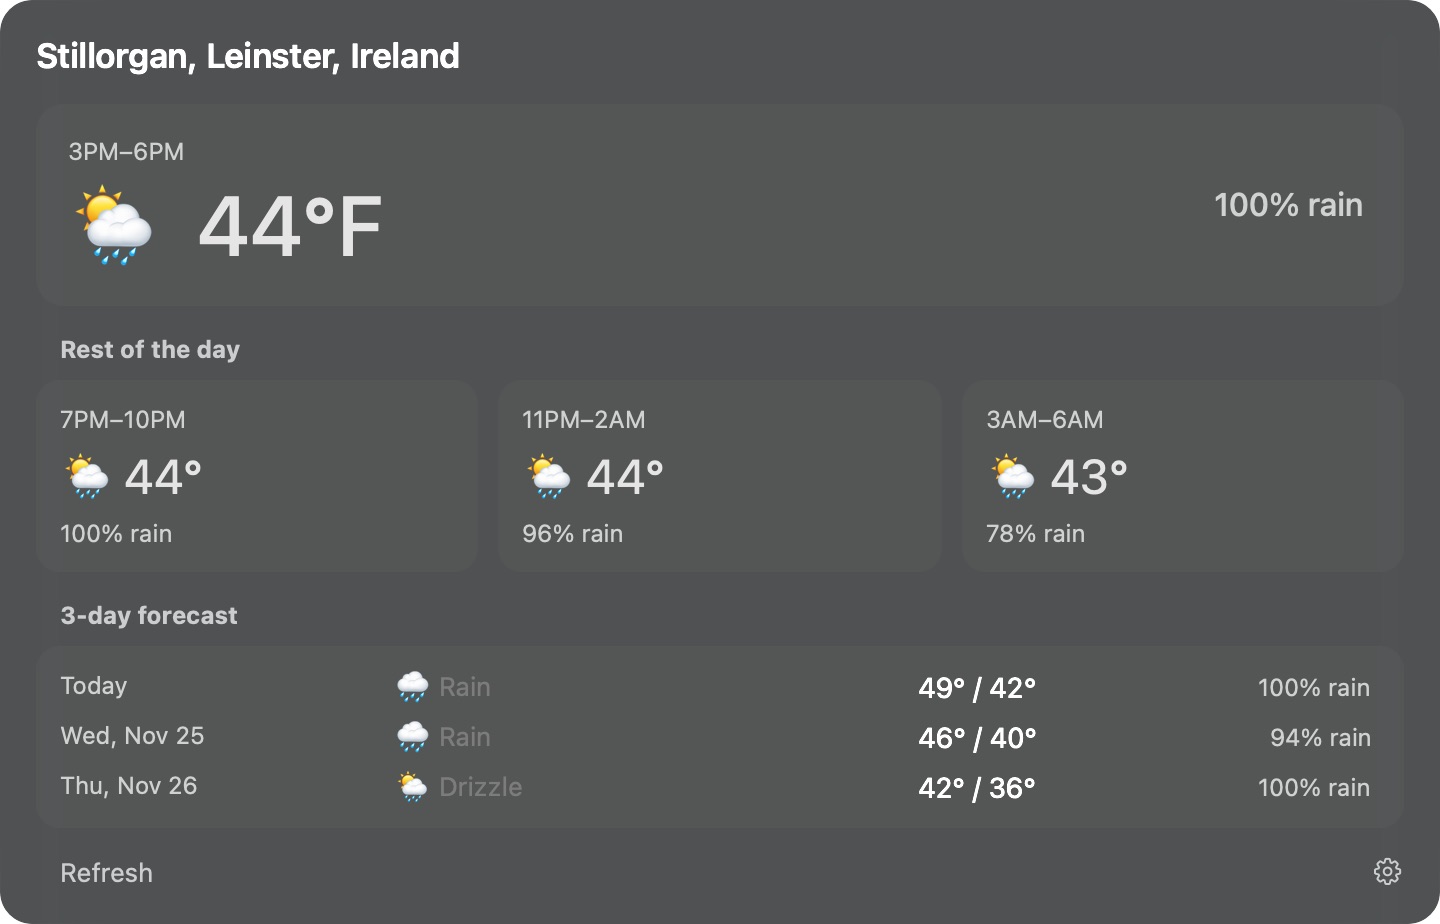 Stillorgan, Leinster, Ireland
3PM–6PM
44°F
100% rain
Rest of the day
7PM–10PM
44°
100% rain
11PM–2AM
44°
96% rain
3AM–6AM
43°
78% rain
3-day forecast
Today Rain 49° / 42° 100% rain
Wed, Nov 25 Rain 46° / 40° 94% rain
Thu, Nov 26 Drizzle 42° / 36° 100% rain
Refresh